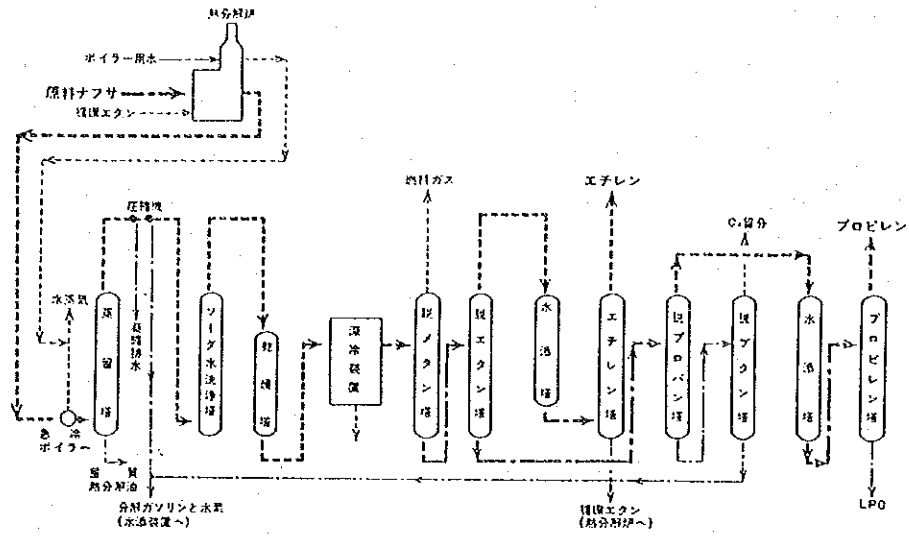 熱分解炉
ボイラー用水
原料ナフサ
循環エタン
燃料ガス
エチレン
圧縮機
C₄留分
プロピレン
水蒸気
蒸留塔
凝縮排水
ソーダ水洗浄塔
乾燥塔
深冷装置
脱メタン塔
脱エタン塔
水添塔
エチレン塔
脱プロパン塔
脱ブタン塔
水添塔
プロピレン塔
急冷
ボイラー
重質
熱分解油
分解ガソリンと水素
(水添装置へ)
循環エタン
(熱分解炉へ)
LPG